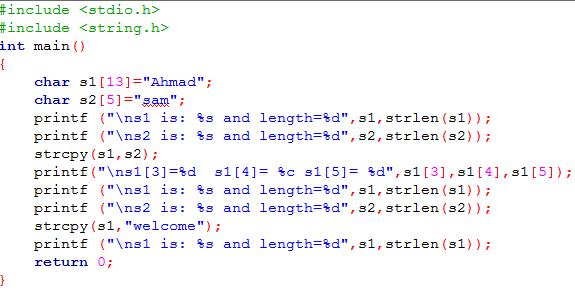 #include <stdio.h>
#include <string.h>
int main()
{
char s1[13]="Ahmad";
char s2[5]="sam";
printf ("\ns1 is: %s and length=%d",s1,strlen(s1));
printf ("\ns2 is: %s and length=%d",s2,strlen(s2));
strcpy(s1,s2);
printf("\ns1[3]=%d  s1[4]= %c s1[5]= %d",s1[3],s1[4],s1[5]);
printf ("\ns1 is: %s and length=%d",s1,strlen(s1));
printf ("\ns2 is: %s and length=%d",s2,strlen(s2));
strcpy(s1,"welcome");
printf ("\ns1 is: %s and length=%d",s1,strlen(s1));
return 0;
}